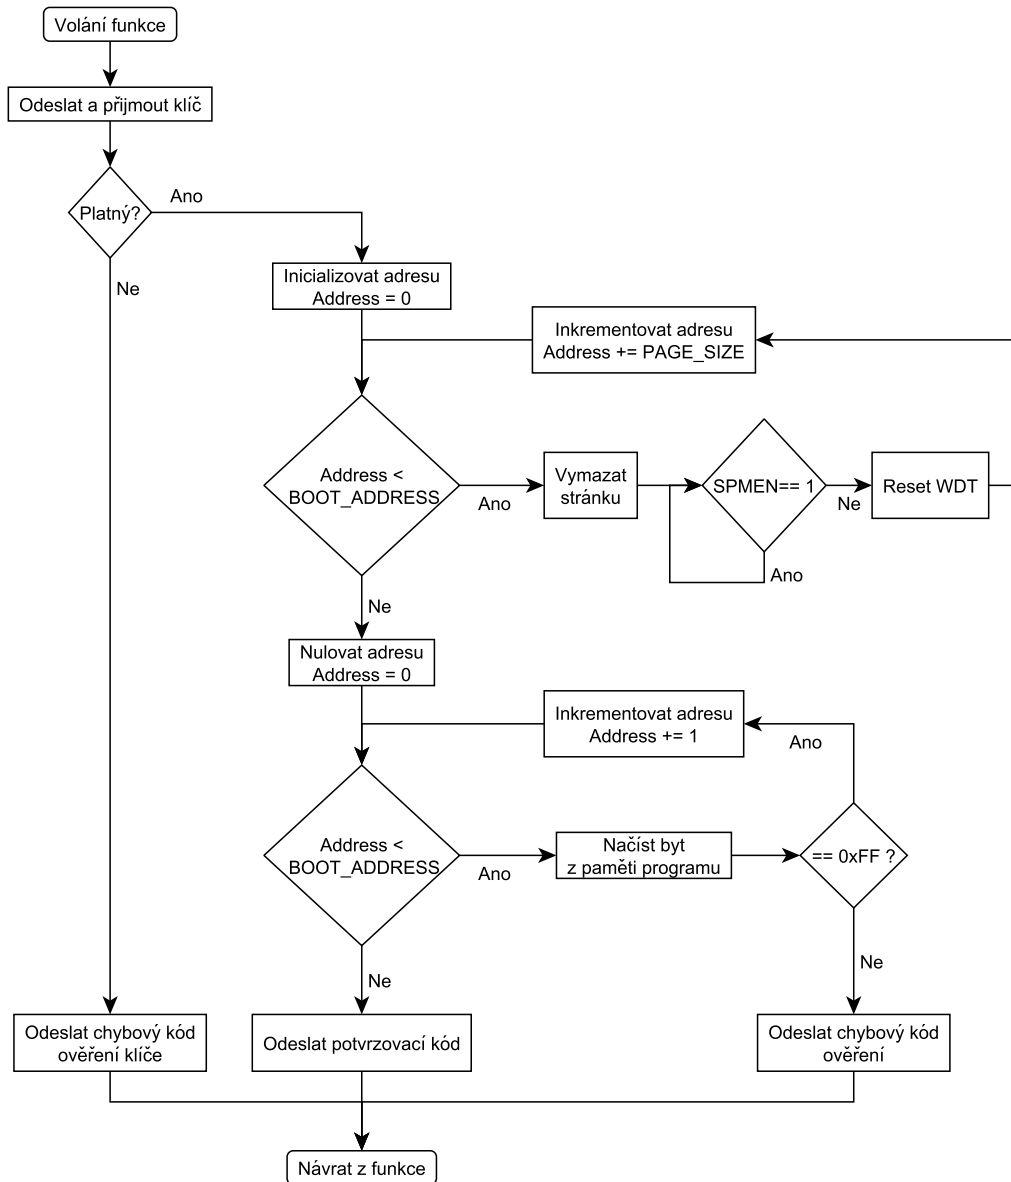 Volání funkce
Odeslat a přijmout klíč
Ano
Platný?
Ne
Inicializovat adresu
Address = 0
Inkrementovat adresu
Address += PAGE_SIZE
Address <
BOOT_ADDRESS
Ano
Vymazat
stránku
SPMEN== 1
Ne
Reset WDT
Ano
Ne
Nulovat adresu
Address = 0
Inkrementovat adresu
Address += 1
Ano
Address <
BOOT_ADDRESS
Ano
Načíst byt
z paměti programu
== 0xFF ?
Ne
Ne
Odeslat chybový kód
ověření klíče
Odeslat potvrzovací kód
Odeslat chybový kód
ověření
Návrat z funkce